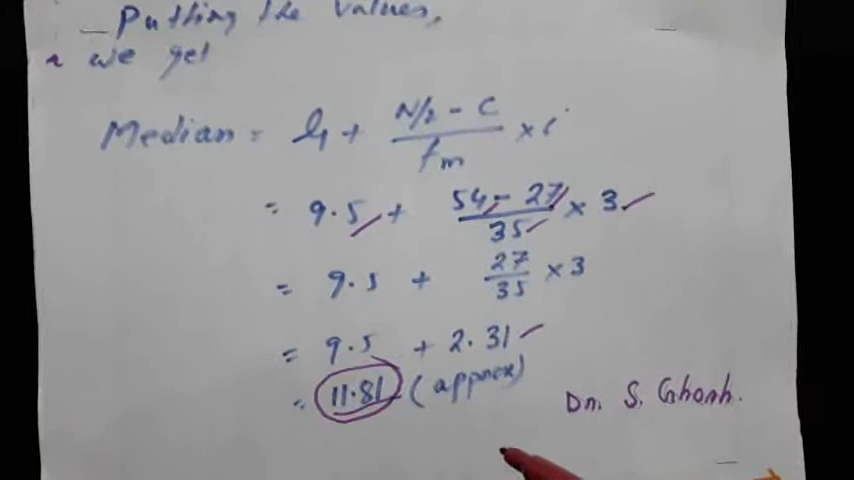 Putting the values,
we get
Median = l₁ + (N/2 - C)/fm × i
= 9.5 + (54 - 27)/35 × 3
= 9.5 + 27/35 × 3
= 9.5 + 2.31
= 11.81 (approx)
Dr. S. Ghosh.